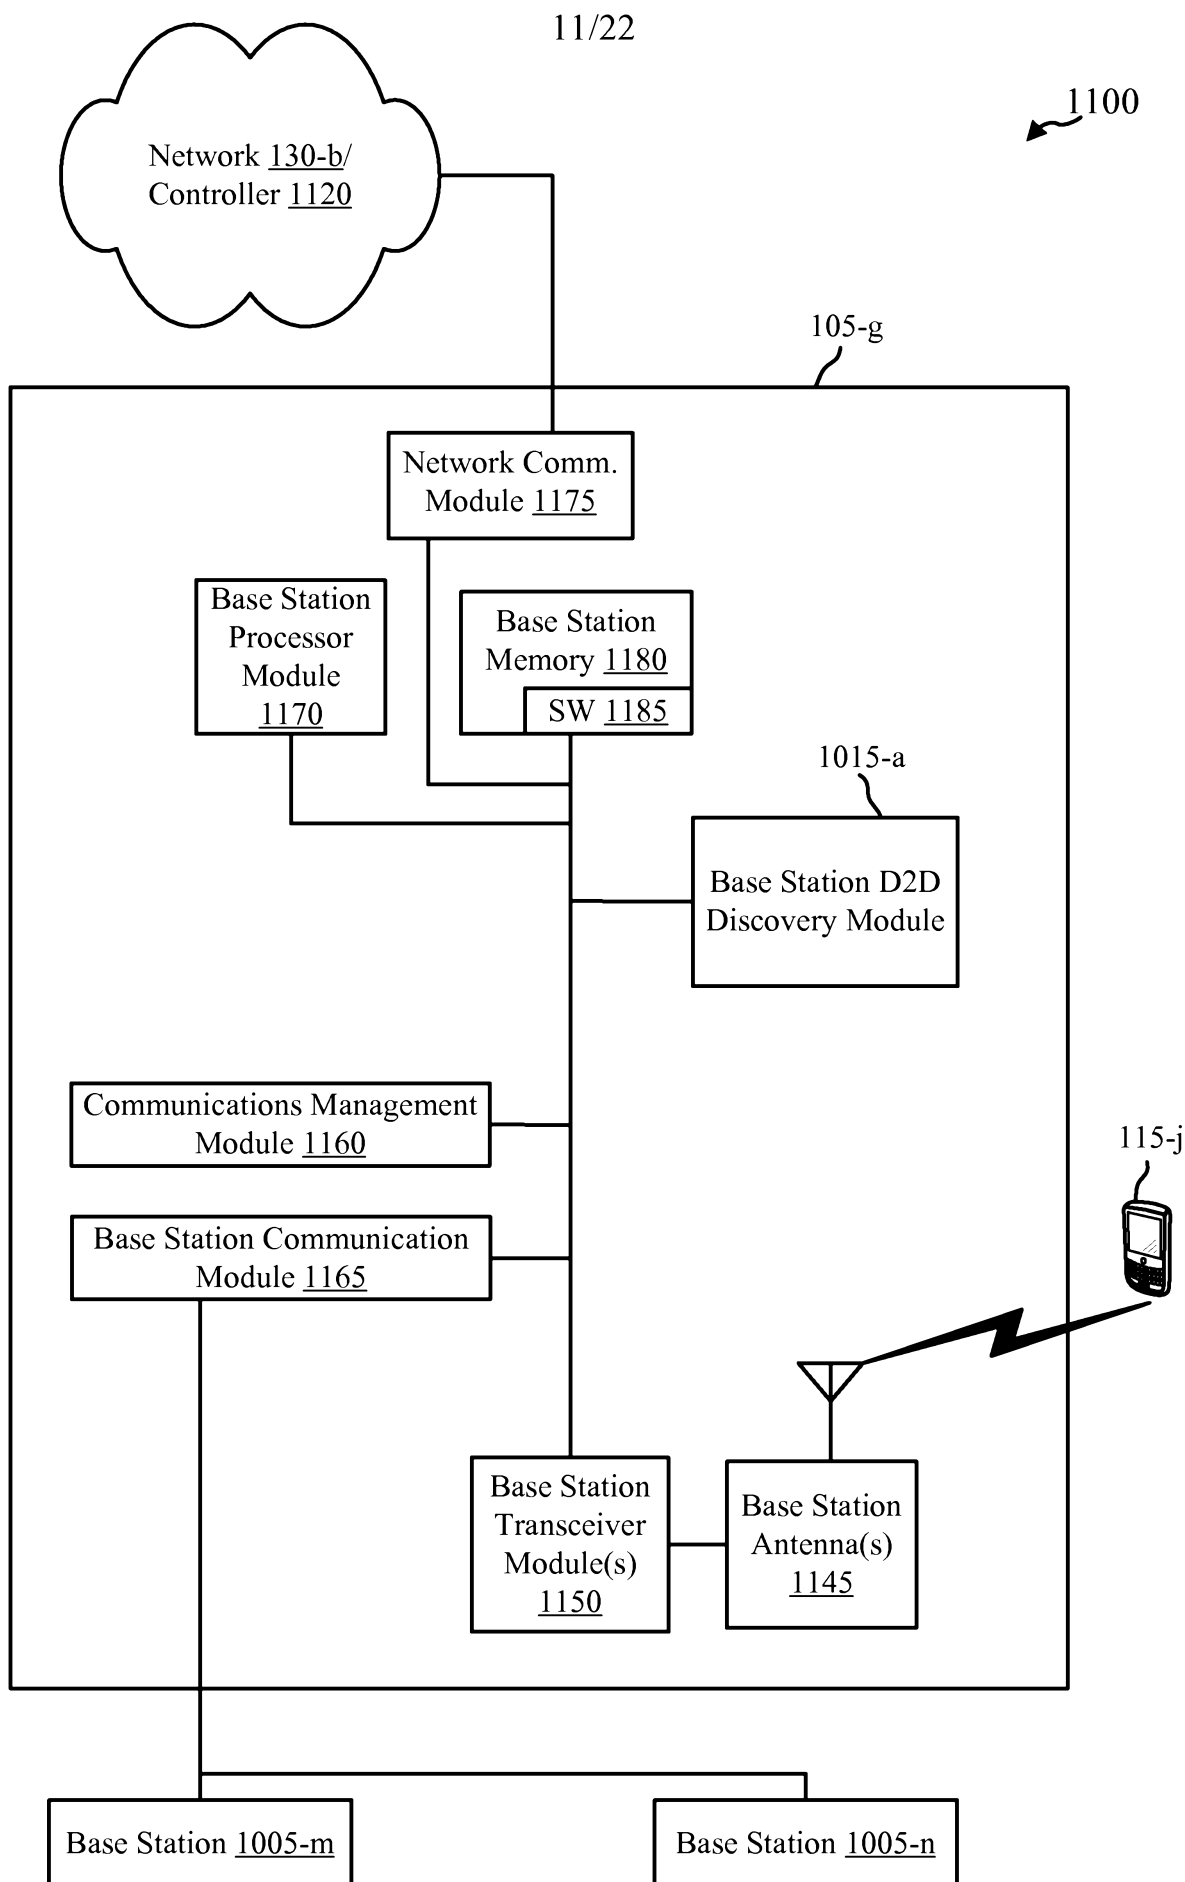 11/22
1100
Network 130-b/
Controller 1120
105-g
Network Comm.
Module 1175
Base Station
Processor
Module
1170
Base Station
Memory 1180
SW 1185
1015-a
Base Station D2D
Discovery Module
Communications Management
Module 1160
115-j
Base Station Communication
Module 1165
Base Station
Transceiver
Module(s)
1150
Base Station
Antenna(s)
1145
Base Station 1005-m
Base Station 1005-n